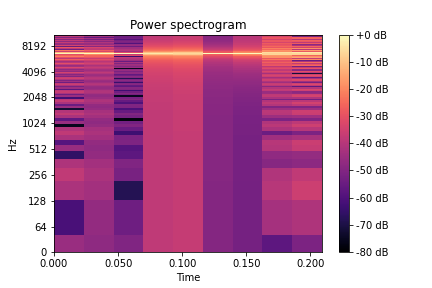 Power spectrogram
8192
4096
2048
1024
512
256
128
64
0
Hz
0.000 0.050 0.100 0.150 0.200
Time
+0 dB
-10 dB
-20 dB
-30 dB
-40 dB
-50 dB
-60 dB
-70 dB
-80 dB